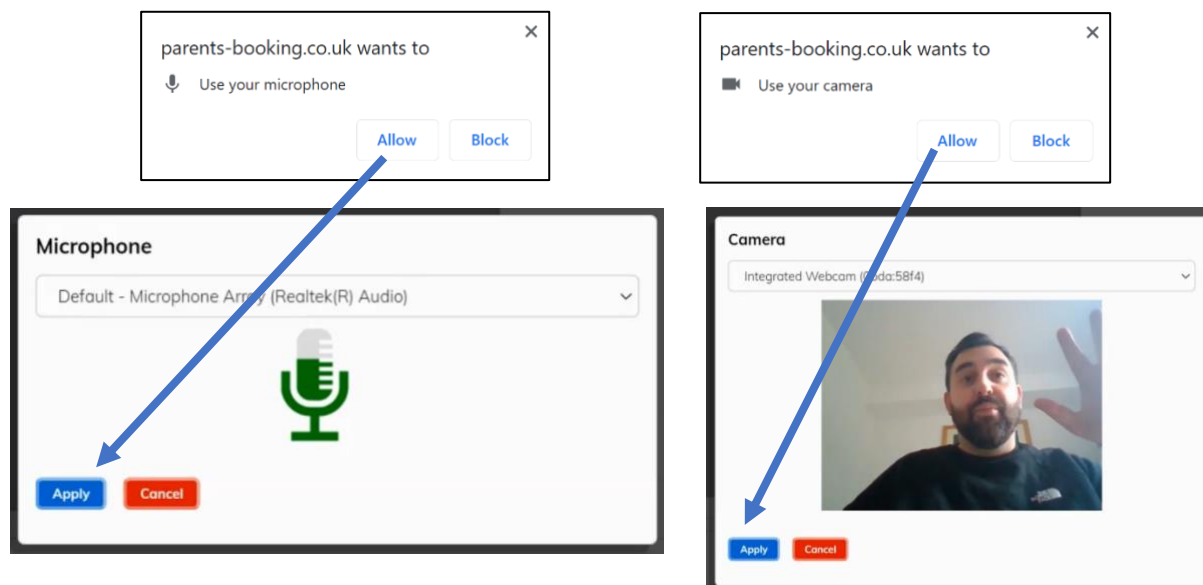 parents-booking.co.uk wants to
Use your microphone
Allow Block
parents-booking.co.uk wants to
Use your camera
Allow Block
Microphone
Default - Microphone Array (Realtek(R) Audio)
Apply Cancel
Camera
Integrated Webcam ( :58f4)
Apply Cancel